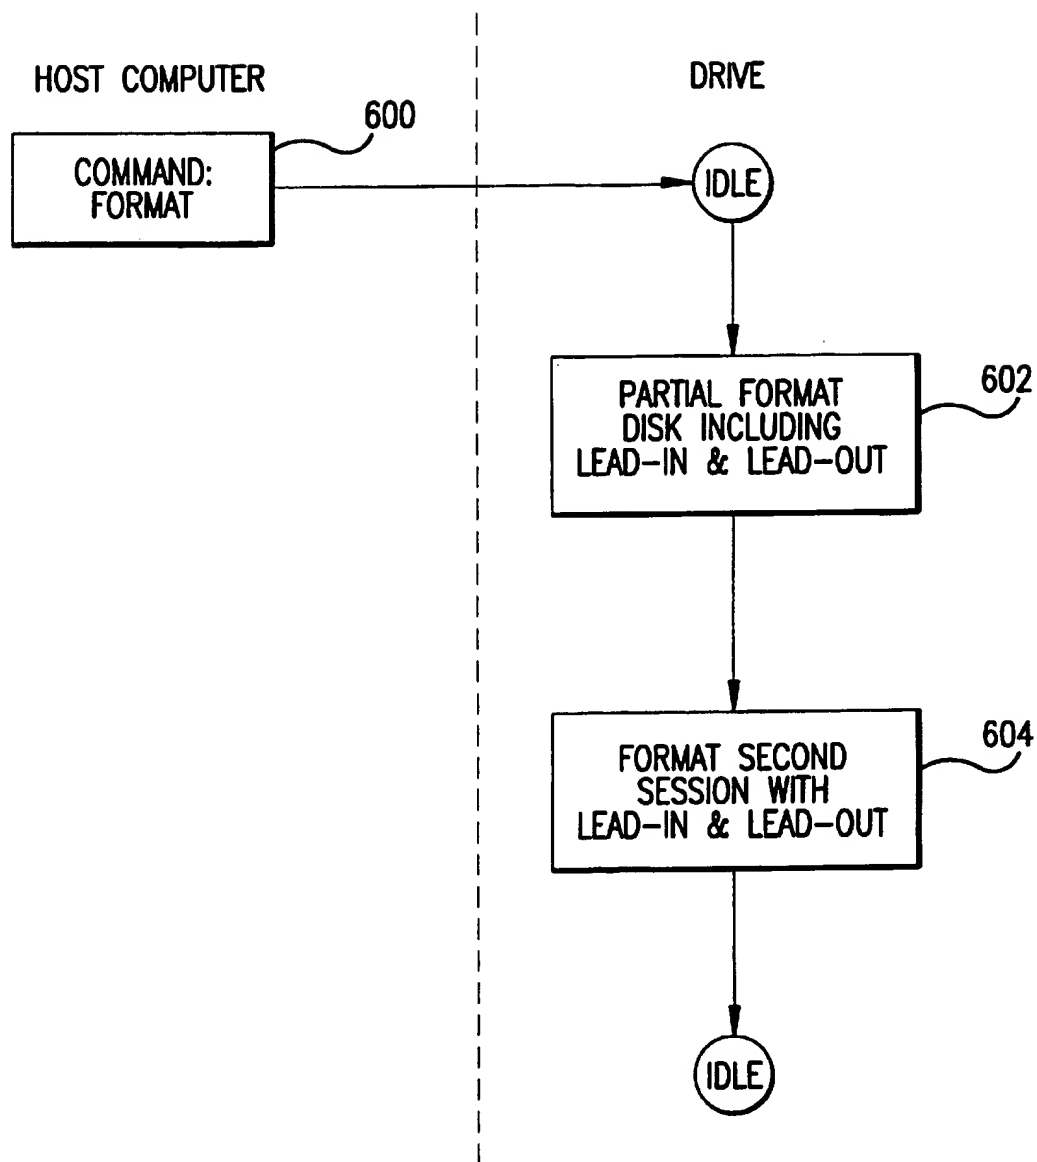 HOST COMPUTER
DRIVE
600
COMMAND:
FORMAT
IDLE
602
PARTIAL FORMAT
DISK INCLUDING
LEAD-IN & LEAD-OUT
604
FORMAT SECOND
SESSION WITH
LEAD-IN & LEAD-OUT
IDLE